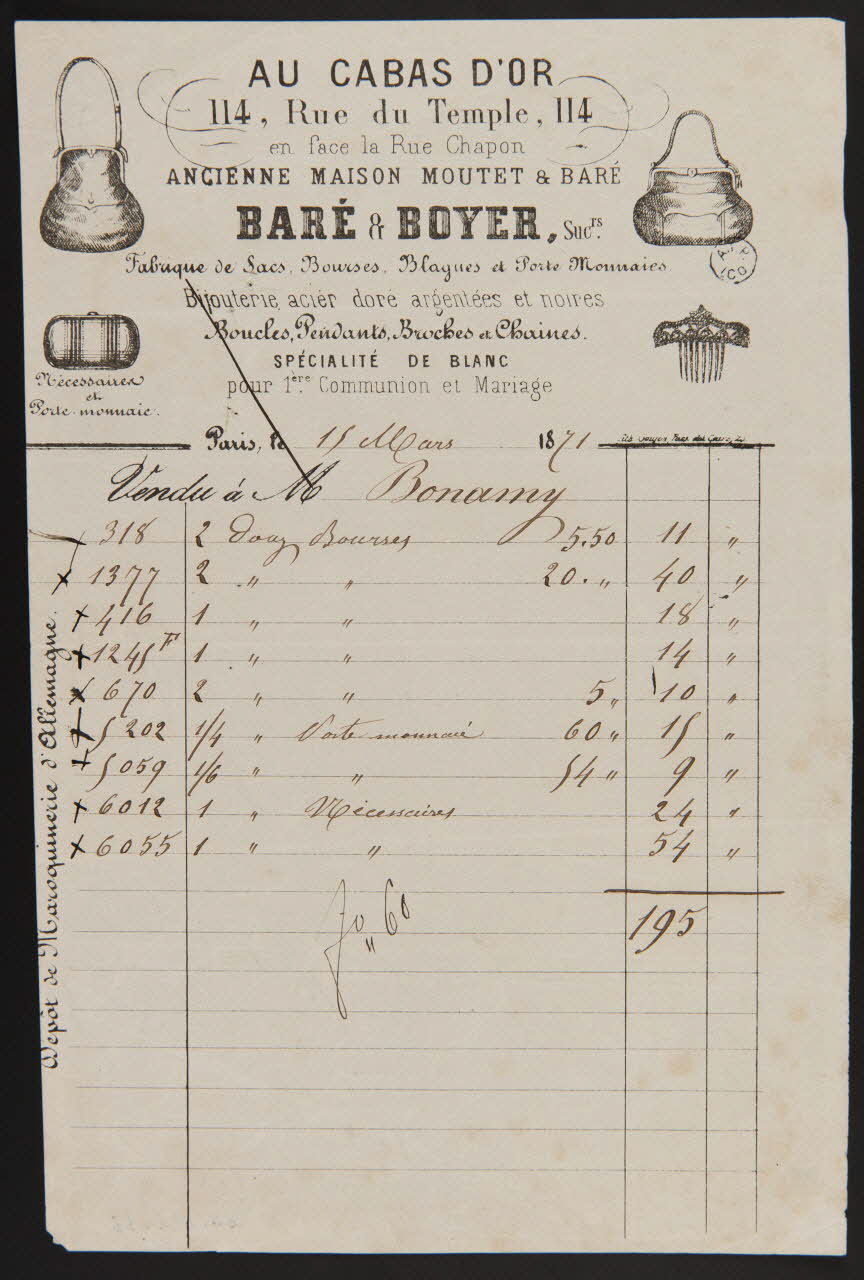 AU CABAS D'OR
114, Rue du Temple, 114
en face la Rue Chapon
ANCIENNE MAISON MOUTET & BARÉ
BARÉ & BOYER, Sucrs.
Fabrique de Sacs, Bourses, Blagues et Porte Monnaies
Bijouterie, acier doré argentées et noires
Boucles, Pendants, Broches et Chaines.
SPÉCIALITÉ DE BLANC
pour 1ère Communion et Mariage
Nécessaires
et
Porte-monnaie.
Paris, le 15 Mars 1871
Vendu à M Bonamy
318 2 Douz Bourses 5.50 11 "
1377 2 " " 20. " 40 "
416 1 " " 18 "
1245 F 1 " " 14 "
670 2 " " 5 " 10 "
5202 1/4 " Porte monnaie 60 " 15 "
5059 1/6 " " 54 " 9 "
6012 1 " Nécessaires 24 "
6055 1 " " 54 "
195
fo 60
Dépôt de Maroquinerie d'Allemagne.